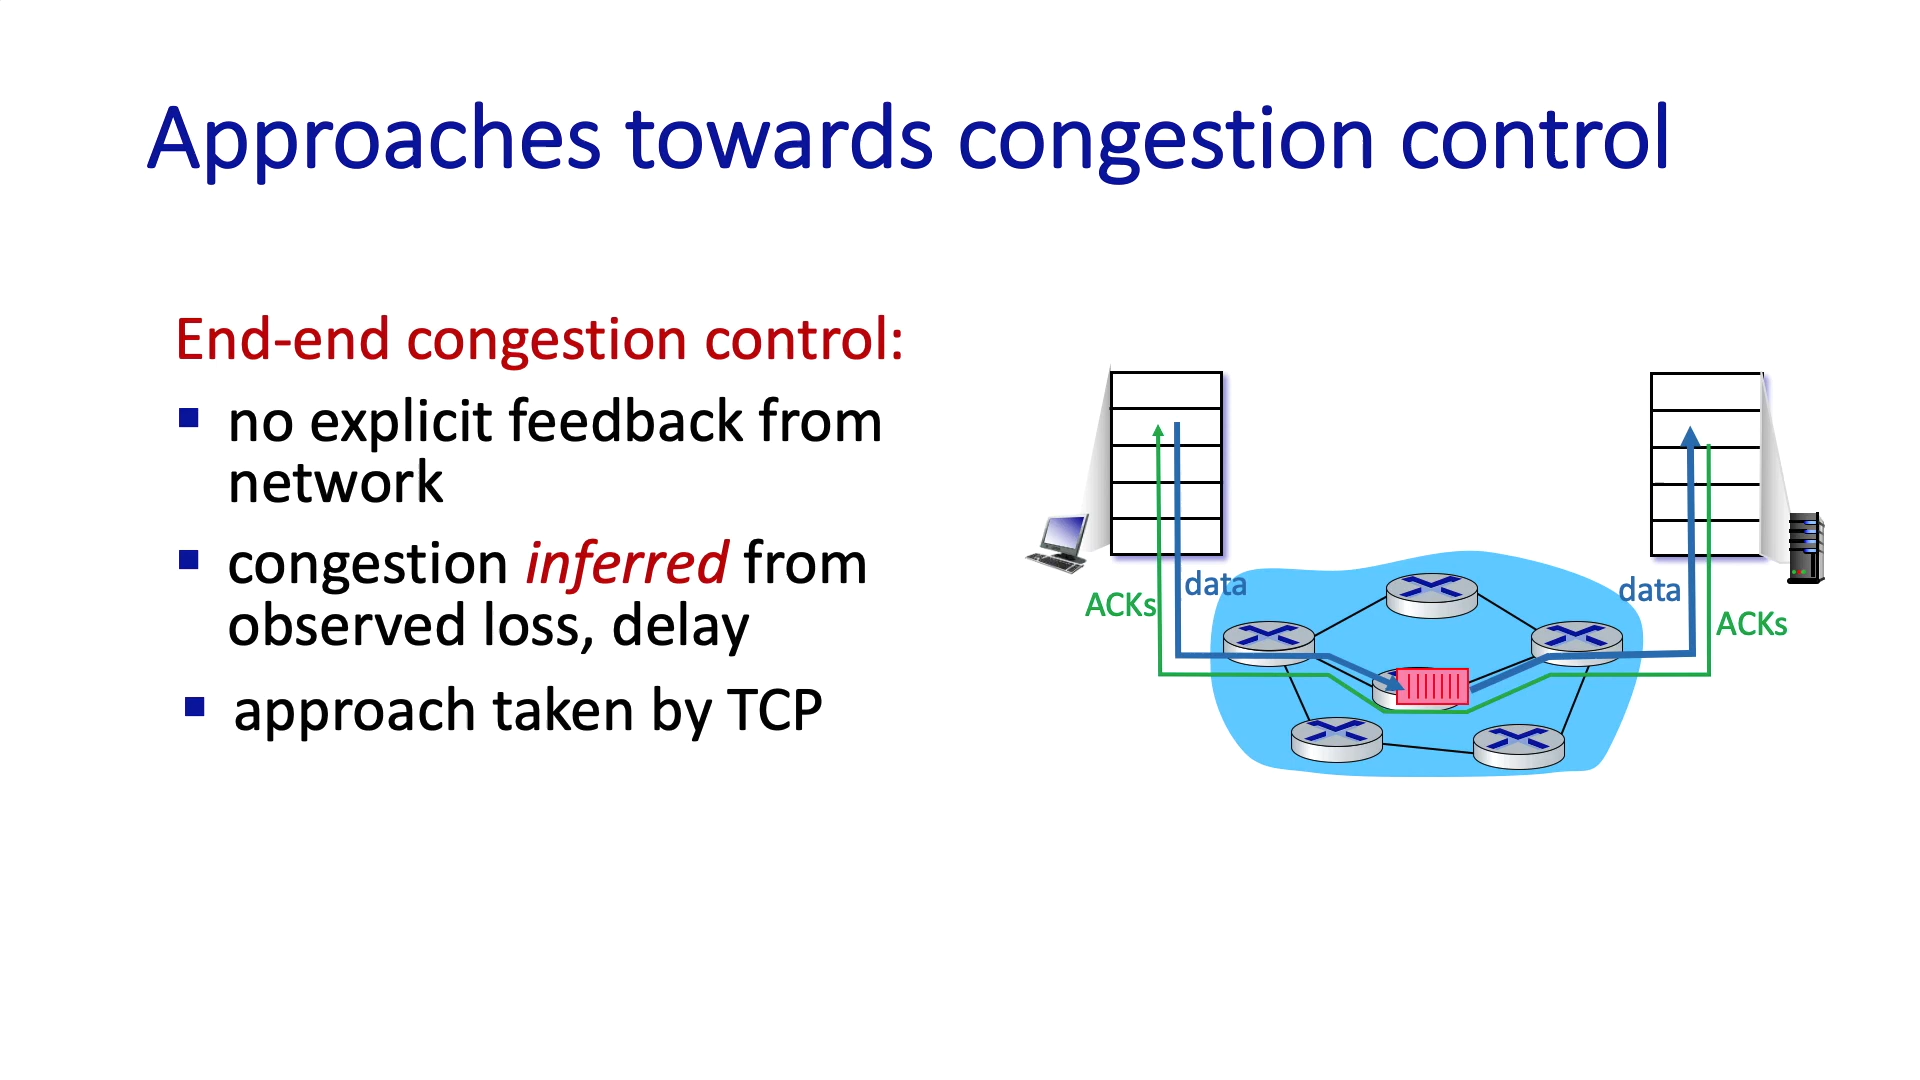 Approaches towards congestion control
End-end congestion control:
no explicit feedback from
network
congestion inferred from
observed loss, delay
approach taken by TCP
data
ACKs
data
ACKs